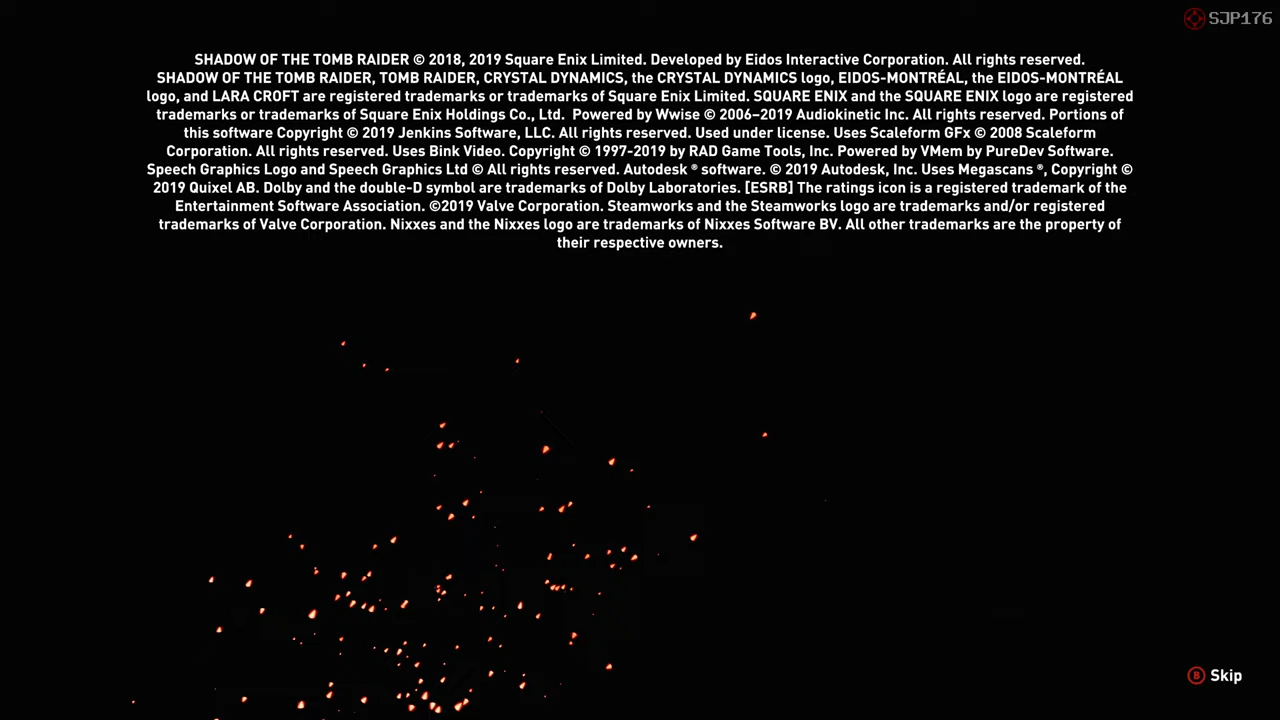 SJP176
SHADOW OF THE TOMB RAIDER © 2018, 2019 Square Enix Limited. Developed by Eidos Interactive Corporation. All rights reserved.
SHADOW OF THE TOMB RAIDER, TOMB RAIDER, CRYSTAL DYNAMICS, the CRYSTAL DYNAMICS logo, EIDOS-MONTRÉAL, the EIDOS-MONTRÉAL
logo, and LARA CROFT are registered trademarks or trademarks of Square Enix Limited. SQUARE ENIX and the SQUARE ENIX logo are registered
trademarks or trademarks of Square Enix Holdings Co., Ltd. Powered by Wwise © 2006–2019 Audiokinetic Inc. All rights reserved. Portions of
this software Copyright © 2019 Jenkins Software, LLC. All rights reserved. Used under license. Uses Scaleform GFx © 2008 Scaleform
Corporation. All rights reserved. Uses Bink Video. Copyright © 1997-2019 by RAD Game Tools, Inc. Powered by VMem by PureDev Software.
Speech Graphics Logo and Speech Graphics Ltd © All rights reserved. Autodesk ® software. © 2019 Autodesk, Inc. Uses Megascans ®, Copyright ©
2019 Quixel AB. Dolby and the double-D symbol are trademarks of Dolby Laboratories. [ESRB] The ratings icon is a registered trademark of the
Entertainment Software Association. ©2019 Valve Corporation. Steamworks and the Steamworks logo are trademarks and/or registered
trademarks of Valve Corporation. Nixxes and the Nixxes logo are trademarks of Nixxes Software BV. All other trademarks are the property of
their respective owners.
B Skip